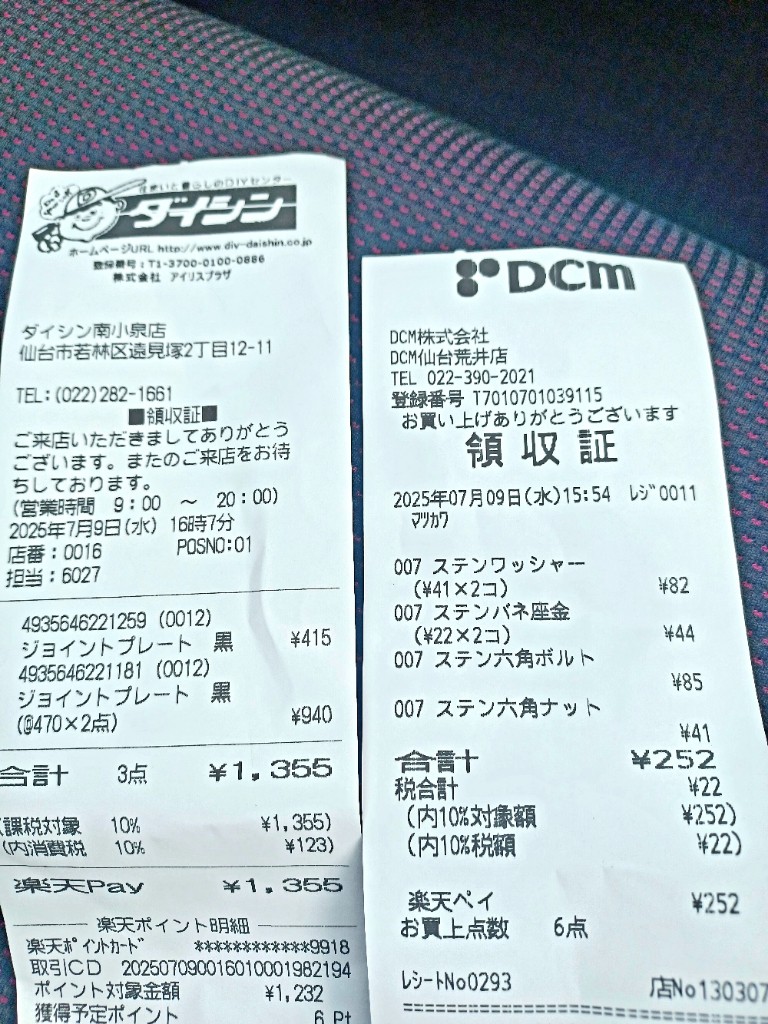 住まいと暮らしのDIYセンター
ダイシン
ホームページURL http://www.diy-daishin.co.jp
登録番号：T1-3700-0100-0886
株式会社 アイリスプラザ
ダイシン南小泉店
仙台市若林区遠見塚2丁目12-11
TEL:(022)282-1661
■領収証■
ご来店いただきましてありがとう
ございます。またのご来店をお待
ちしております。
(営業時間 9:00 ～ 20:00)
2025年7月9日(水) 16時7分
店番:0016 POSNO:01
担当:6027
4935646221259 (0012)
ジョイントプレート 黒 ¥415
4935646221181 (0012)
ジョイントプレート 黒
(@470×2点) ¥940
合計 3点 ¥1,355
(課税対象 10% ¥1,355)
(内消費税 10% ¥123)
楽天Pay ¥1,355
楽天ポイント明細
楽天ポイントカード ************9918
取引CD 20250709001601000198２194
ポイント対象金額 ¥1,232
獲得予定ポイント 6 Pt
DCM
DCM株式会社
DCM仙台荒井店
TEL 022-390-2021
登録番号 T7010701039115
お買い上げありがとうございます
領収証
2025年07月09日(水)15:54 レジ0011
マツカワ
007 ステンワッシャー
(¥41×2コ) ¥82
007 ステンバネ座金
(¥22×2コ) ¥44
007 ステン六角ボルト
¥85
007 ステン六角ナット
¥41
合計 ¥252
税合計 ¥22
(内10%対象額 ¥252)
(内10%税額 ¥22)
楽天ペイ ¥252
お買上点数 6点
レシートNo0293 店No130307